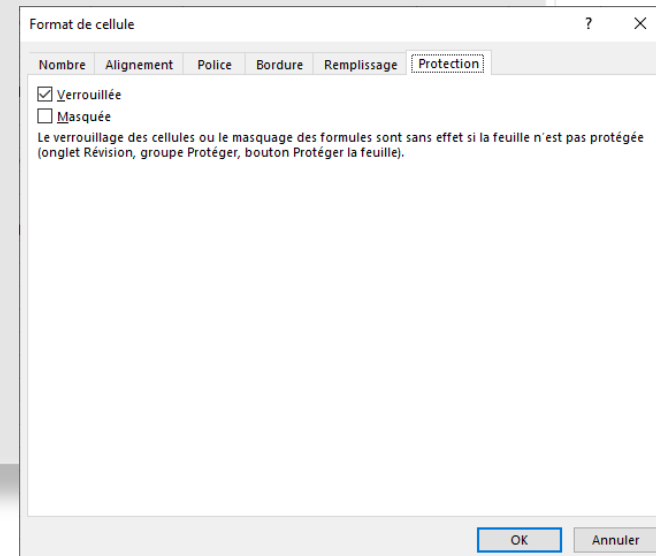 Format de cellule ? ×
Nombre Alignement Police Bordure Remplissage Protection
Verrouillée
Masquée
Le verrouillage des cellules ou le masquage des formules sont sans effet si la feuille n'est pas protégée
(onglet Révision, groupe Protéger, bouton Protéger la feuille).
OK Annuler